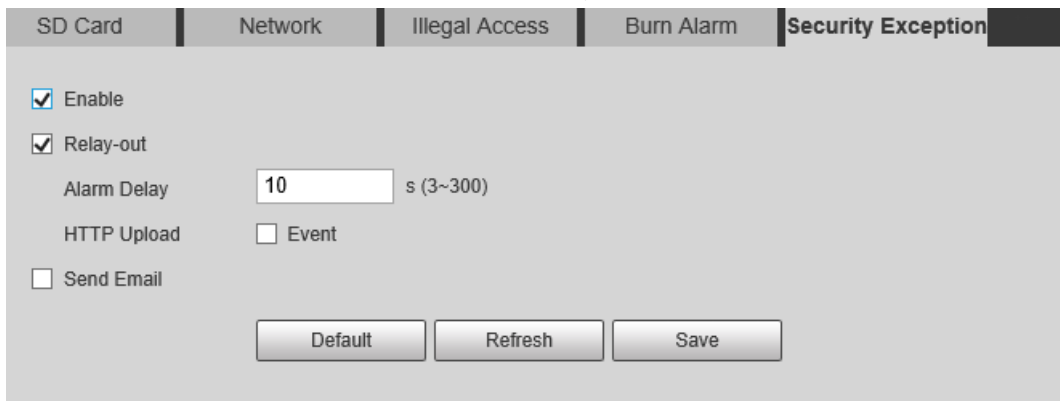 SD Card Network Illegal Access Burn Alarm Security Exception
Enable
Relay-out
Alarm Delay 10 s (3~300)
HTTP Upload Event
Send Email
Default Refresh Save